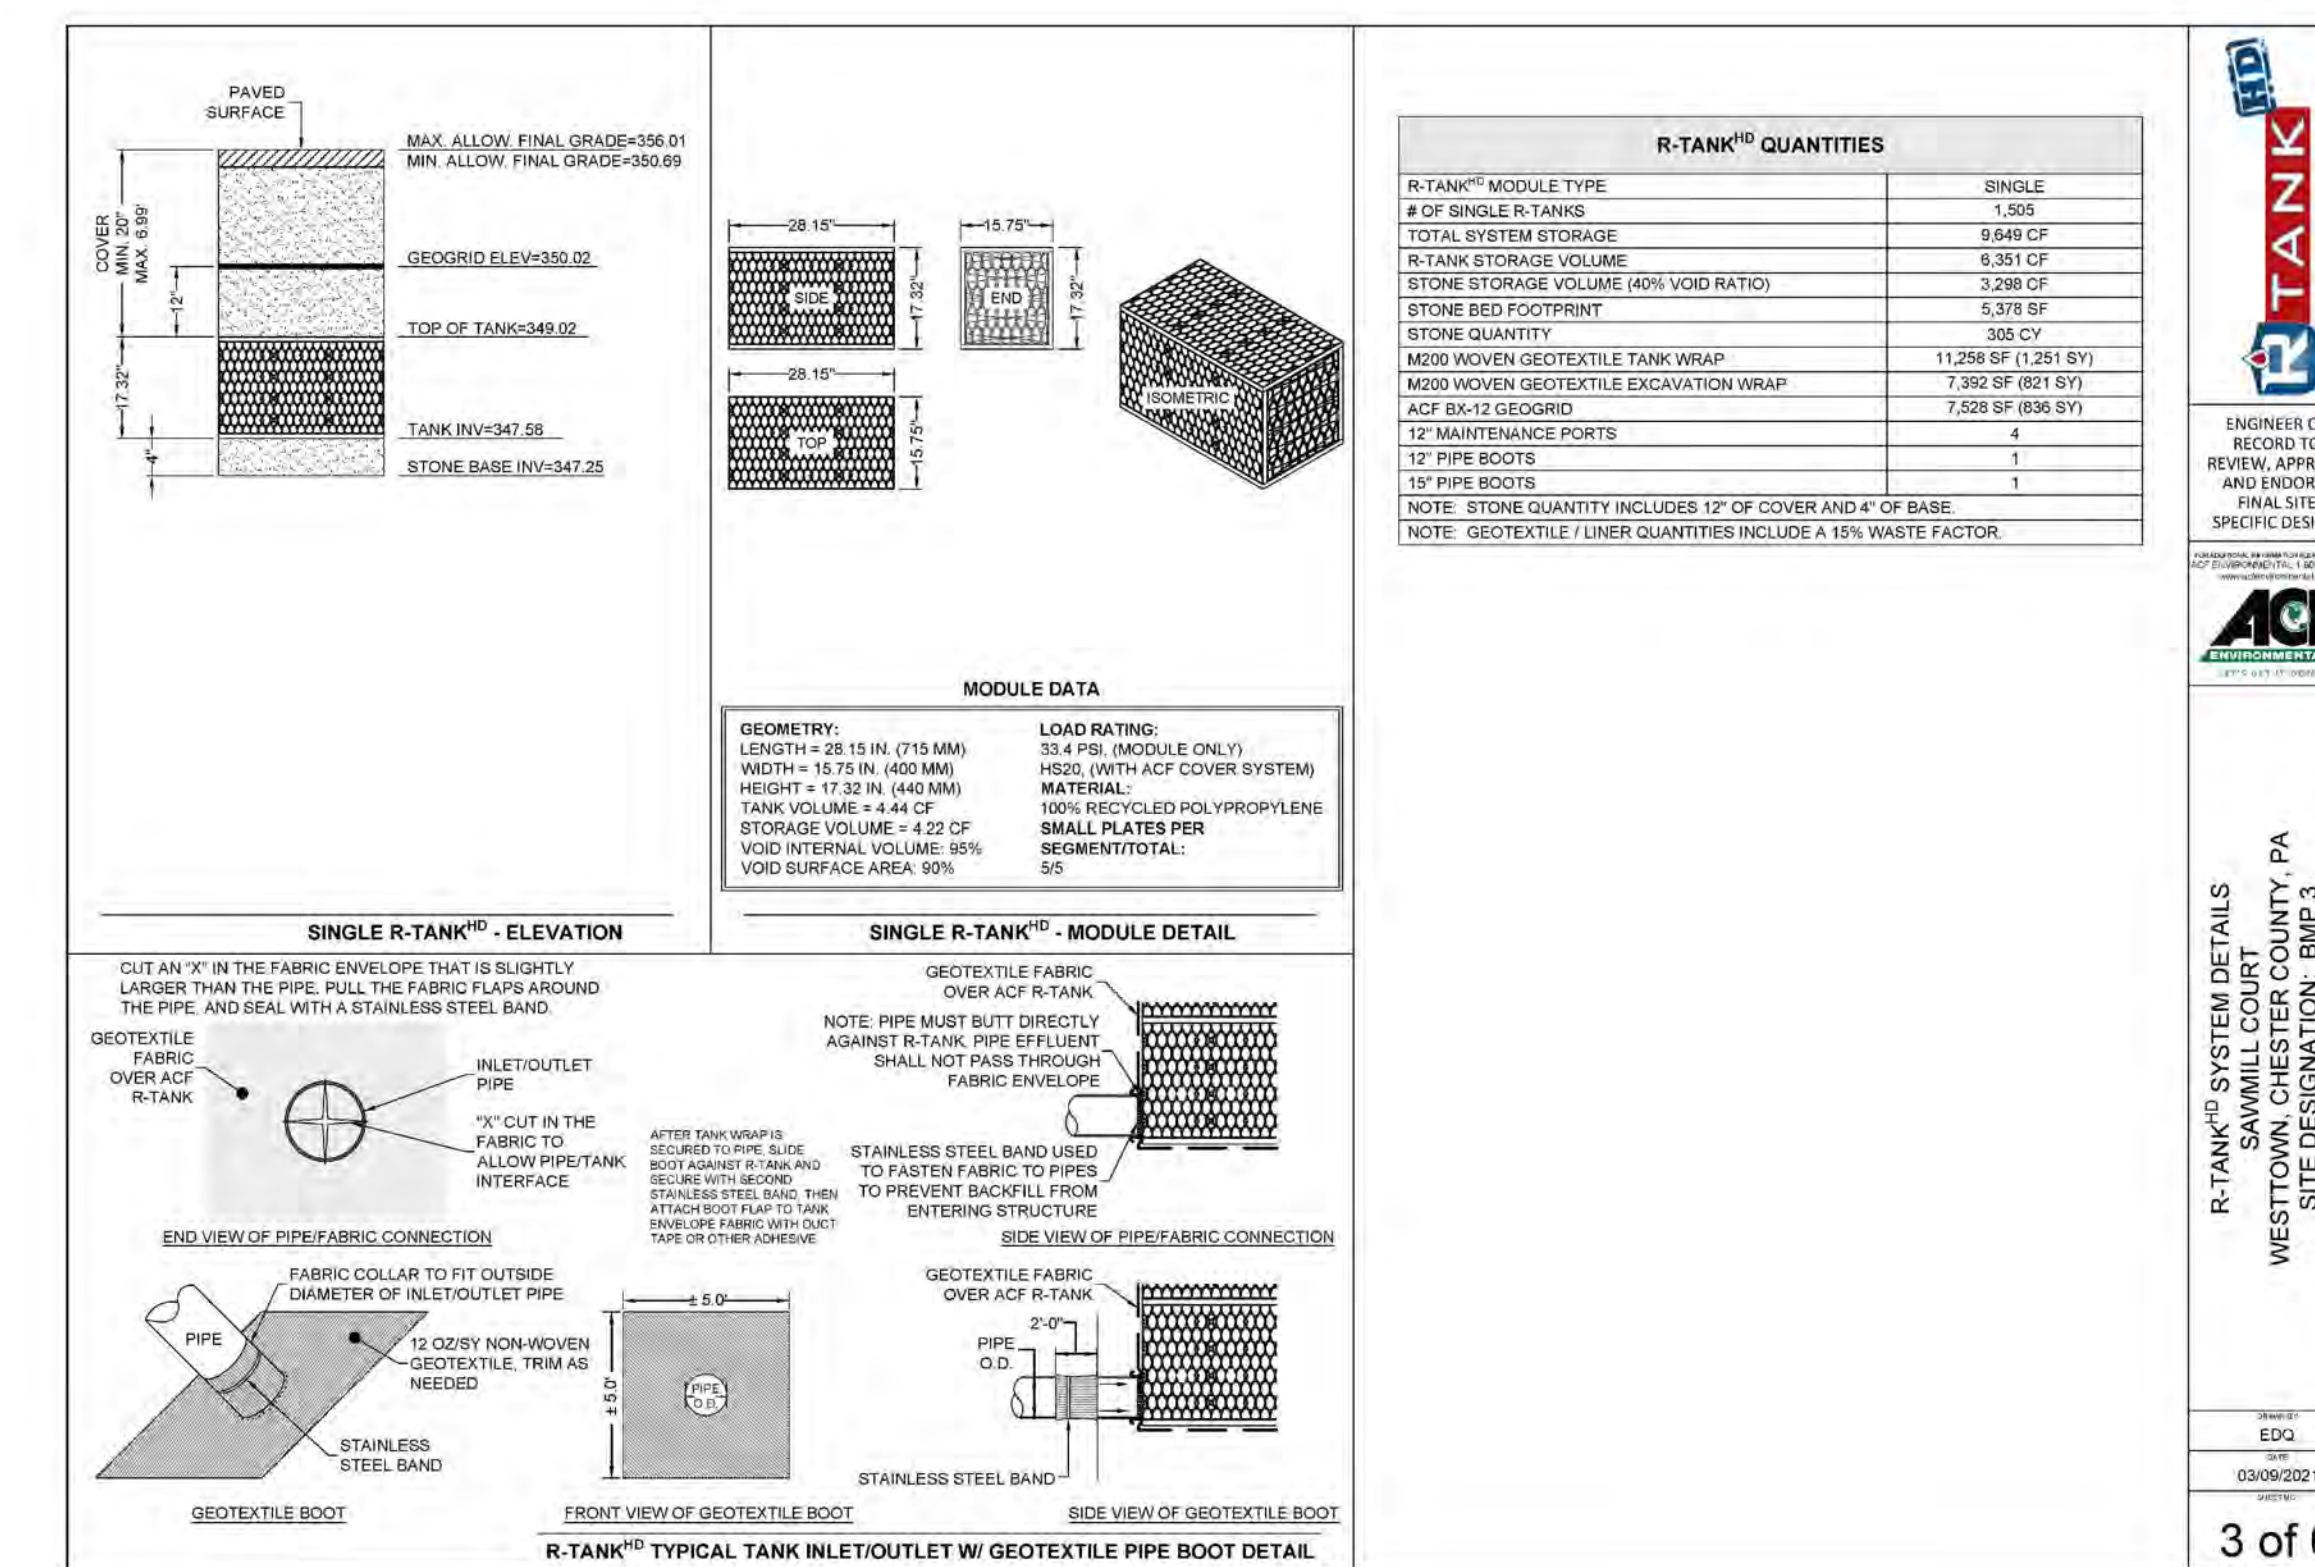 PAVED
SURFACE
MAX. ALLOW. FINAL GRADE=356.01
MIN. ALLOW. FINAL GRADE=350.69
COVER
MIN. 20"
MAX. 6.99'
GEOGRID ELEV=350.02
12"
TOP OF TANK=349.02
17.32"
TANK INV=347.58
4"
STONE BASE INV=347.25
SINGLE R-TANKHD - ELEVATION
28.15"
SIDE
17.32"
15.75"
END
17.32"
28.15"
TOP
15.75"
ISOMETRIC
MODULE DATA
GEOMETRY:
LENGTH = 28.15 IN. (715 MM)
WIDTH = 15.75 IN. (400 MM)
HEIGHT = 17.32 IN. (440 MM)
TANK VOLUME = 4.44 CF
STORAGE VOLUME = 4.22 CF
VOID INTERNAL VOLUME: 95%
VOID SURFACE AREA: 90%
LOAD RATING:
33.4 PSI, (MODULE ONLY)
HS20, (WITH ACF COVER SYSTEM)
MATERIAL:
100% RECYCLED POLYPROPYLENE
SMALL PLATES PER
SEGMENT/TOTAL:
5/5
SINGLE R-TANKHD - MODULE DETAIL
R-TANKHD QUANTITIES
R-TANKHD MODULE TYPE SINGLE
# OF SINGLE R-TANKS 1,505
TOTAL SYSTEM STORAGE 9,649 CF
R-TANK STORAGE VOLUME 6,351 CF
STONE STORAGE VOLUME (40% VOID RATIO) 3,298 CF
STONE BED FOOTPRINT 5,378 SF
STONE QUANTITY 305 CY
M200 WOVEN GEOTEXTILE TANK WRAP 11,258 SF (1,251 SY)
M200 WOVEN GEOTEXTILE EXCAVATION WRAP 7,392 SF (821 SY)
ACF BX-12 GEOGRID 7,528 SF (836 SY)
12" MAINTENANCE PORTS 4
12" PIPE BOOTS 1
15" PIPE BOOTS 1
NOTE: STONE QUANTITY INCLUDES 12" OF COVER AND 4" OF BASE.
NOTE: GEOTEXTILE / LINER QUANTITIES INCLUDE A 15% WASTE FACTOR.
CUT AN "X" IN THE FABRIC ENVELOPE THAT IS SLIGHTLY
LARGER THAN THE PIPE. PULL THE FABRIC FLAPS AROUND
THE PIPE, AND SEAL WITH A STAINLESS STEEL BAND.
GEOTEXTILE
FABRIC
OVER ACF
R-TANK
INLET/OUTLET
PIPE
"X" CUT IN THE
FABRIC TO
ALLOW PIPE/TANK
INTERFACE
END VIEW OF PIPE/FABRIC CONNECTION
AFTER TANK WRAP IS
SECURED TO PIPE, SLIDE
BOOT AGAINST R-TANK AND
SECURE WITH SECOND
STAINLESS STEEL BAND, THEN
ATTACH BOOT FLAP TO TANK
ENVELOPE FABRIC WITH DUCT
TAPE OR OTHER ADHESIVE
GEOTEXTILE FABRIC
OVER ACF R-TANK
NOTE: PIPE MUST BUTT DIRECTLY
AGAINST R-TANK. PIPE EFFLUENT
SHALL NOT PASS THROUGH
FABRIC ENVELOPE
STAINLESS STEEL BAND USED
TO FASTEN FABRIC TO PIPES
TO PREVENT BACKFILL FROM
ENTERING STRUCTURE
SIDE VIEW OF PIPE/FABRIC CONNECTION
FABRIC COLLAR TO FIT OUTSIDE
DIAMETER OF INLET/OUTLET PIPE
PIPE
12 OZ/SY NON-WOVEN
GEOTEXTILE, TRIM AS
NEEDED
STAINLESS
STEEL BAND
GEOTEXTILE BOOT
± 5.0'
± 5.0'
PIPE
O.D.
FRONT VIEW OF GEOTEXTILE BOOT
GEOTEXTILE FABRIC
OVER ACF R-TANK
2'-0"
PIPE
O.D.
STAINLESS STEEL BAND
SIDE VIEW OF GEOTEXTILE BOOT
R-TANKHD TYPICAL TANK INLET/OUTLET W/ GEOTEXTILE PIPE BOOT DETAIL
R TANK HD
ENGINEER
RECORD
REVIEW,
AND
FINAL SITE
SPECIFIC
ENVIRONMENTAL
R-TANKHD SYSTEM DETAILS
SAWMILL COURT
WESTTOWN, CHESTER COUNTY, PA
SITE DESIGNATION: BMP 3
EDQ
DATE
03/09/2021
3 of